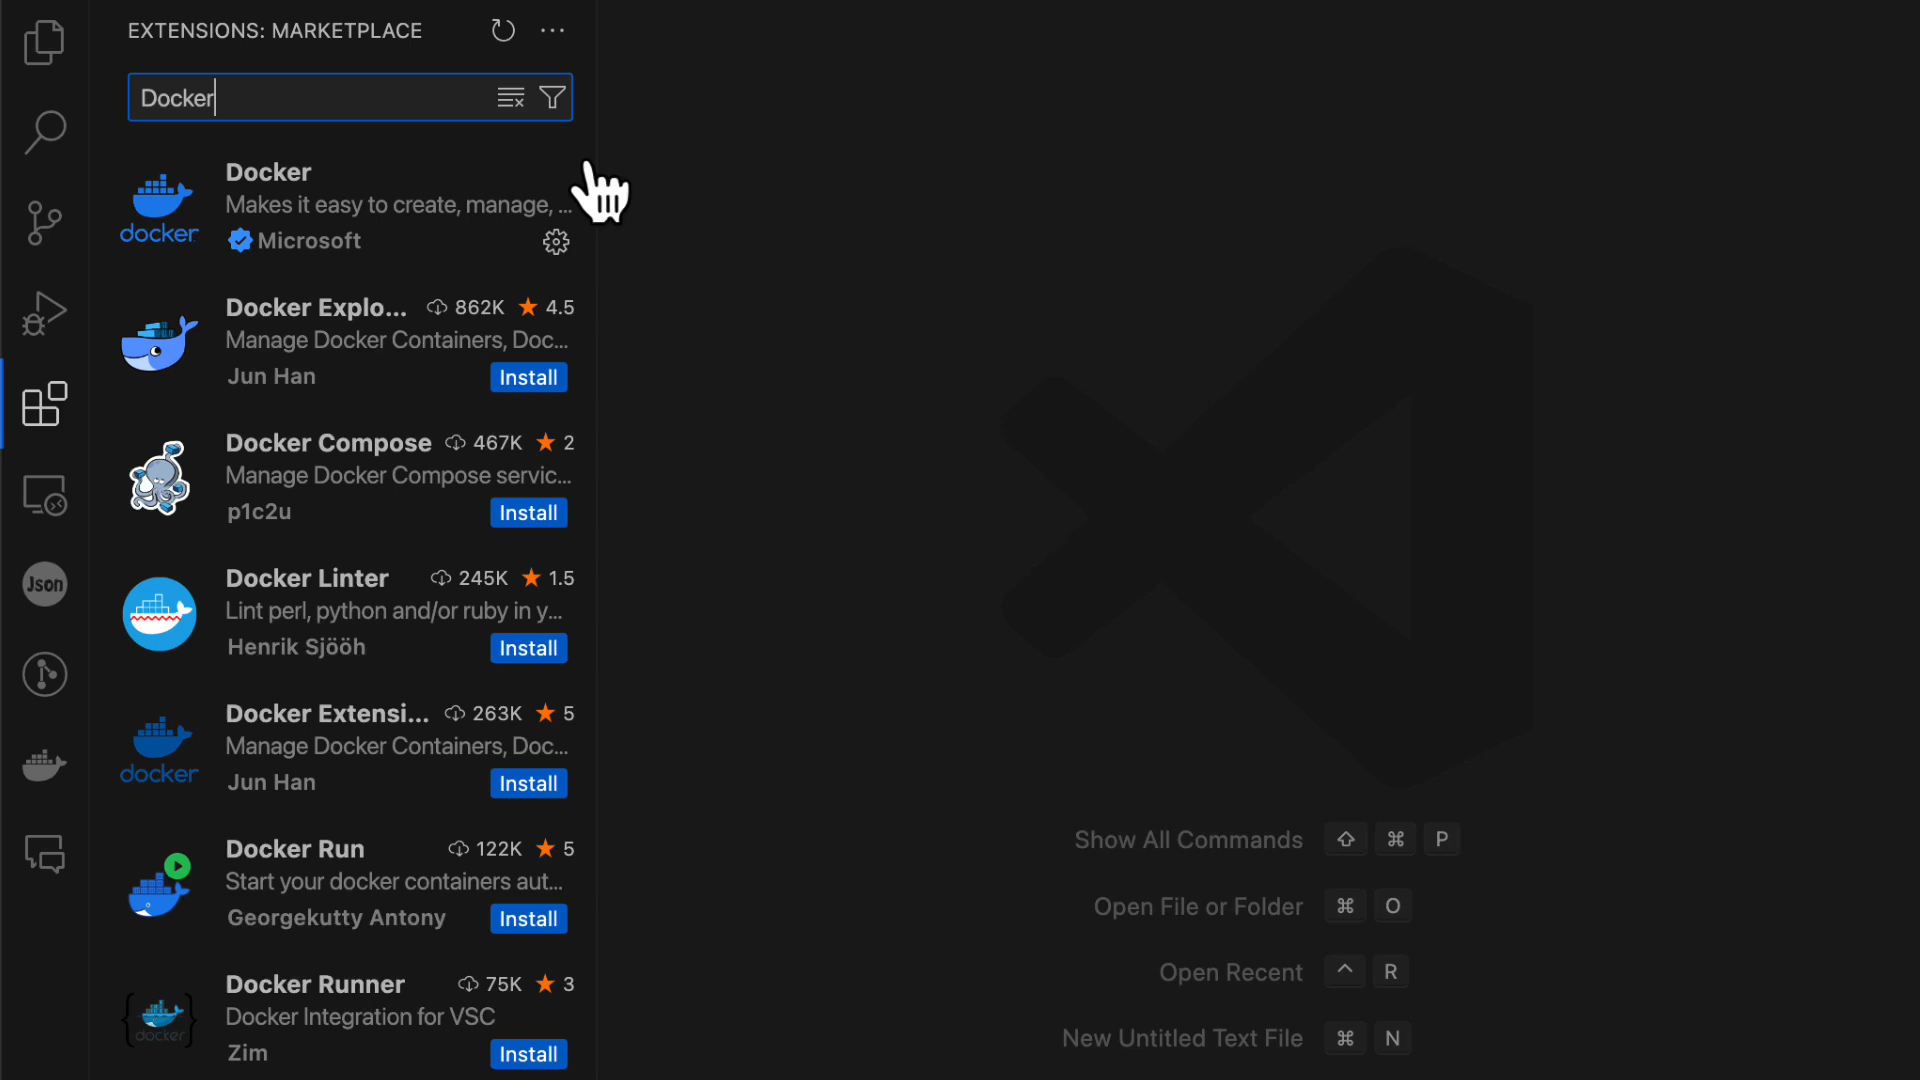 EXTENSIONS: MARKETPLACE
Docker
Docker
Makes it easy to create, manage, ...
Microsoft
docker
Docker Explo... 862K ★ 4.5
Manage Docker Containers, Doc...
Jun Han
Install
Docker Compose 467K ★ 2
Manage Docker Compose servic...
p1c2u
Install
Docker Linter 245K ★ 1.5
Lint perl, python and/or ruby in y...
Henrik Sjööh
Install
Json
Docker Extensi... 263K ★ 5
Manage Docker Containers, Doc...
Jun Han
Install
docker
Docker Run 122K ★ 5
Start your docker containers aut...
Georgekutty Antony
Install
Docker Runner 75K ★ 3
Docker Integration for VSC
Zim
Install
docker
Show All Commands ⇧ ⌘ P
Open File or Folder ⌘ O
Open Recent ^ R
New Untitled Text File ⌘ N